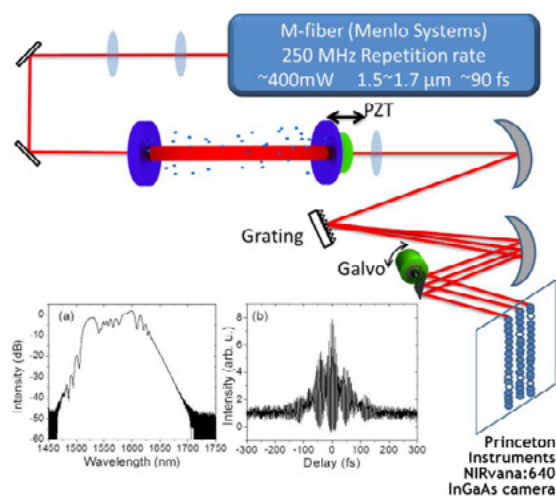 M-fiber (Menlo Systems)
250 MHz Repetition rate
~400mW 1.5~1.7 μm ~90 fs
PZT
Grating
Galvo
(a)
Intensity (dB)
0
-10
-20
-30
-40
-50
-60
1450 1500 1550 1600 1650 1700 1750
Wavelength (nm)
(b)
Intensity (arb. u.)
8
6
4
2
0
-300 -200 -100 0 100 200 300
Delay (fs)
Princeton
Instruments
NIRvana:640
InGaAs camera